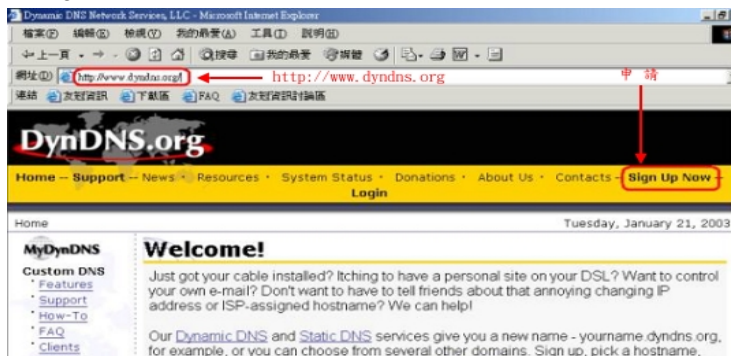 Dynamic DNS Network Services, LLC - Microsoft Internet Explorer
檔案(F) 編輯(E) 檢視(V) 我的最愛(A) 工具(T) 說明(H)
上一頁 搜尋 我的最愛 媒體
網址(D) http://www.dyndns.org/ http://www.dyndns.org 申 請
連結 友冠資訊 下載區 FAQ 友冠資訊討論區
DynDNS.org
Home - Support - News · Resources · System Status · Donations · About Us · Contacts - Sign Up Now -
Login
Home Tuesday, January 21, 2003
MyDynDNS
Custom DNS
Features
Support
How-To
FAQ
Clients
Welcome!
Just got your cable installed? Itching to have a personal site on your DSL? Want to control
your own e-mail? Don't want to have to tell friends about that annoying changing IP
address or ISP-assigned hostname? We can help!
Our Dynamic DNS and Static DNS services give you a new name - yourname.dyndns.org,
for example, or you can choose from several other domains. Sign up, pick a hostname,